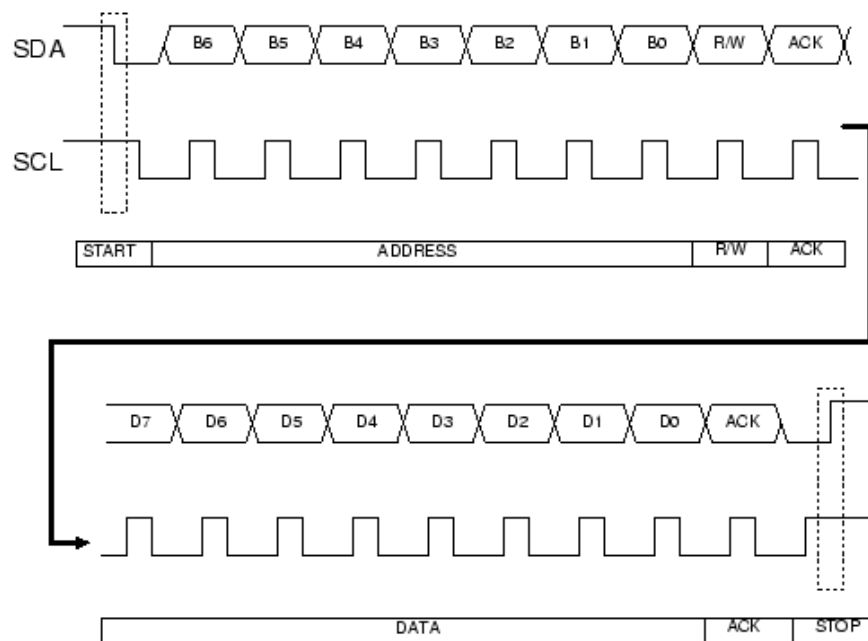 SDA B6 B5 B4 B3 B2 B1 B0 R/W ACK
SCL
START ADDRESS R/W ACK
D7 D6 D5 D4 D3 D2 D1 D0 ACK
DATA ACK STOP